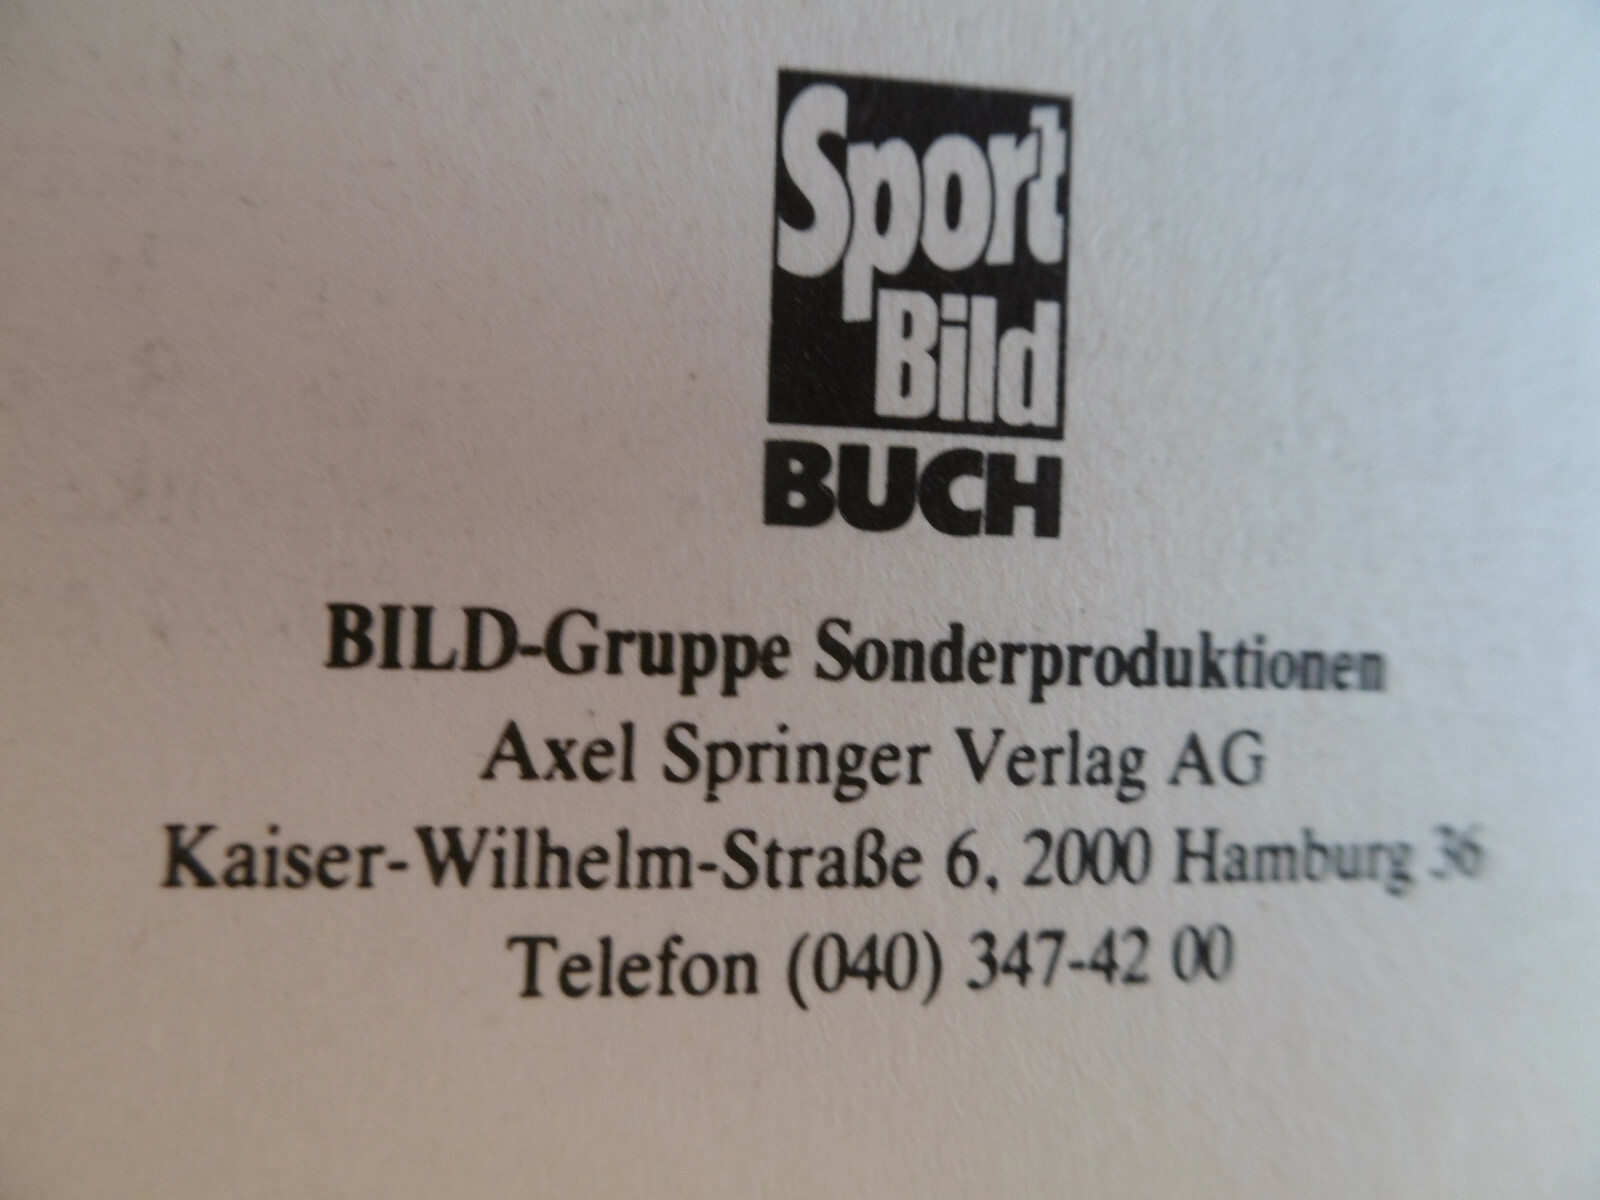 Sport
Bild
BUCH
BILD-Gruppe Sonderproduktionen
Axel Springer Verlag AG
Kaiser-Wilhelm-Straße 6, 2000 Hamburg 36
Telefon (040) 347-42 00